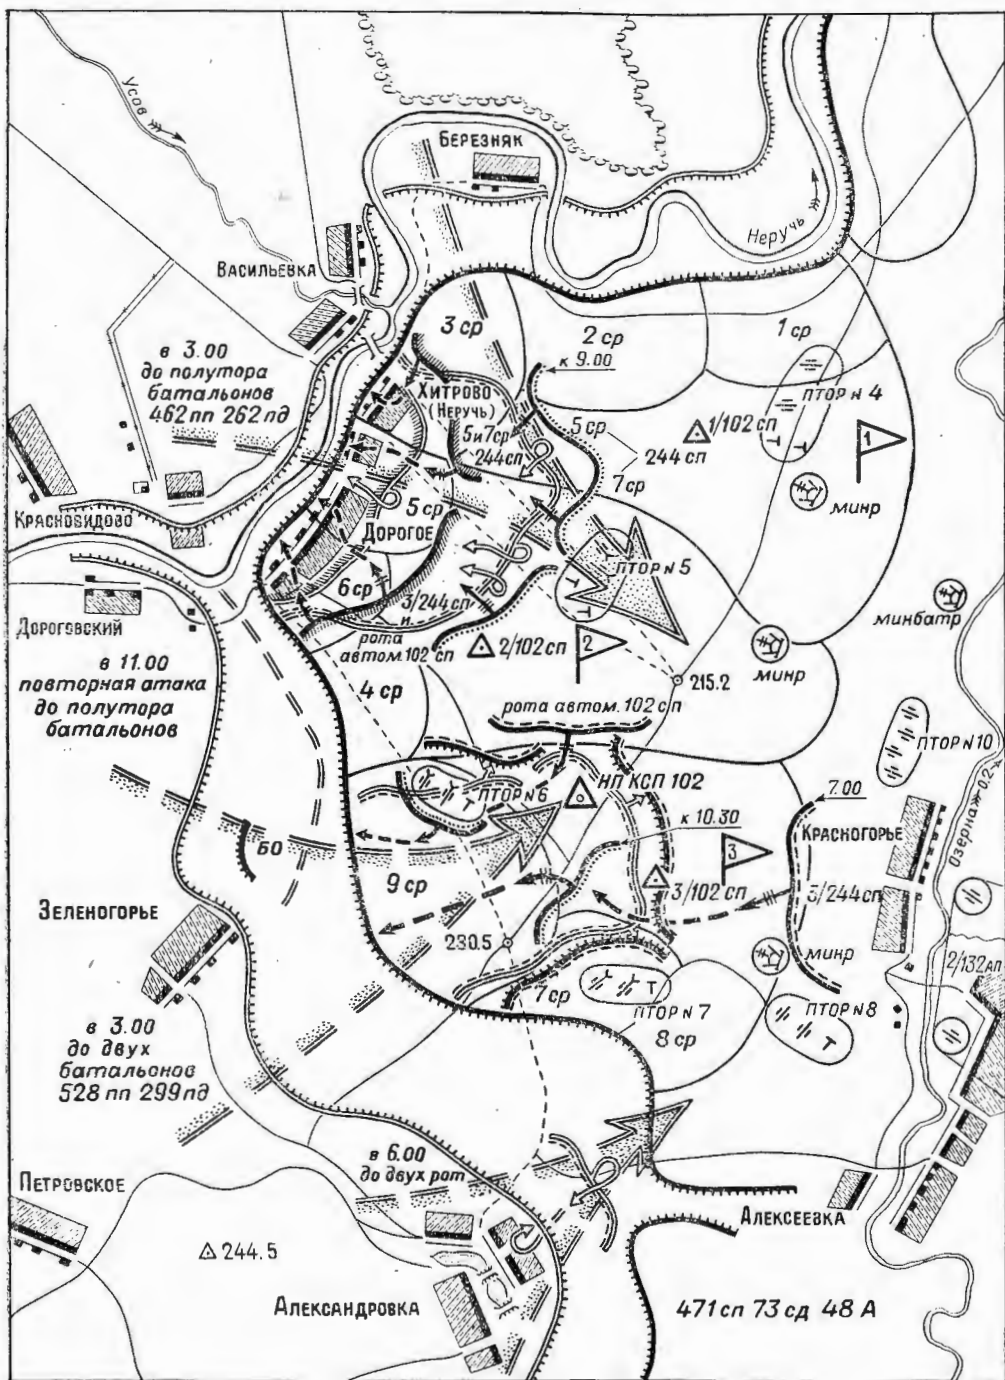 Усов
БЕРЕЗНЯК
Неручь
ВАСИЛЬЕВКА
3 ср
2 ср
1 ср
к 9.00
в 3.00
до полутора
батальонов
462 пп 262 пд
ХИТРОВО
(НЕРУЧЬ)
5 и 7 ср
244 сп
5 ср
244 сп
7 ср
ПТОР N 4
1/102 сп
1
минр
КРАСНОВИДОВО
5 ср
ДОРОГОЕ
ПТОР N 5
6 ср
3/244 сп
и
рота
автом. 102 сп
2/102 сп
2
минбатр
минр
ДОРОГОВСКИЙ
в 11.00
повторная атака
до полутора
батальонов
4 ср
215.2
рота автом. 102 сп
ПТОР N 10
НП КСП 102
ПТОР N 6
7.00
КРАСНОГОРЬЕ
Озерна 0,2
к 10.30
БО
9 ср
3
3/102 сп
3/244 сп
ЗЕЛЕНОГОРЬЕ
230.5
минр
2/132 АП
7 ср
ПТОР N 7
ПТОР N 8
8 ср
в 3.00
до двух
батальонов
528 пп 299 пд
в 6.00
до двух рот
ПЕТРОВСКОЕ
АЛЕКСЕЕВКА
244.5
АЛЕКСАНДРОВКА
471 сп 73 сд 48 А